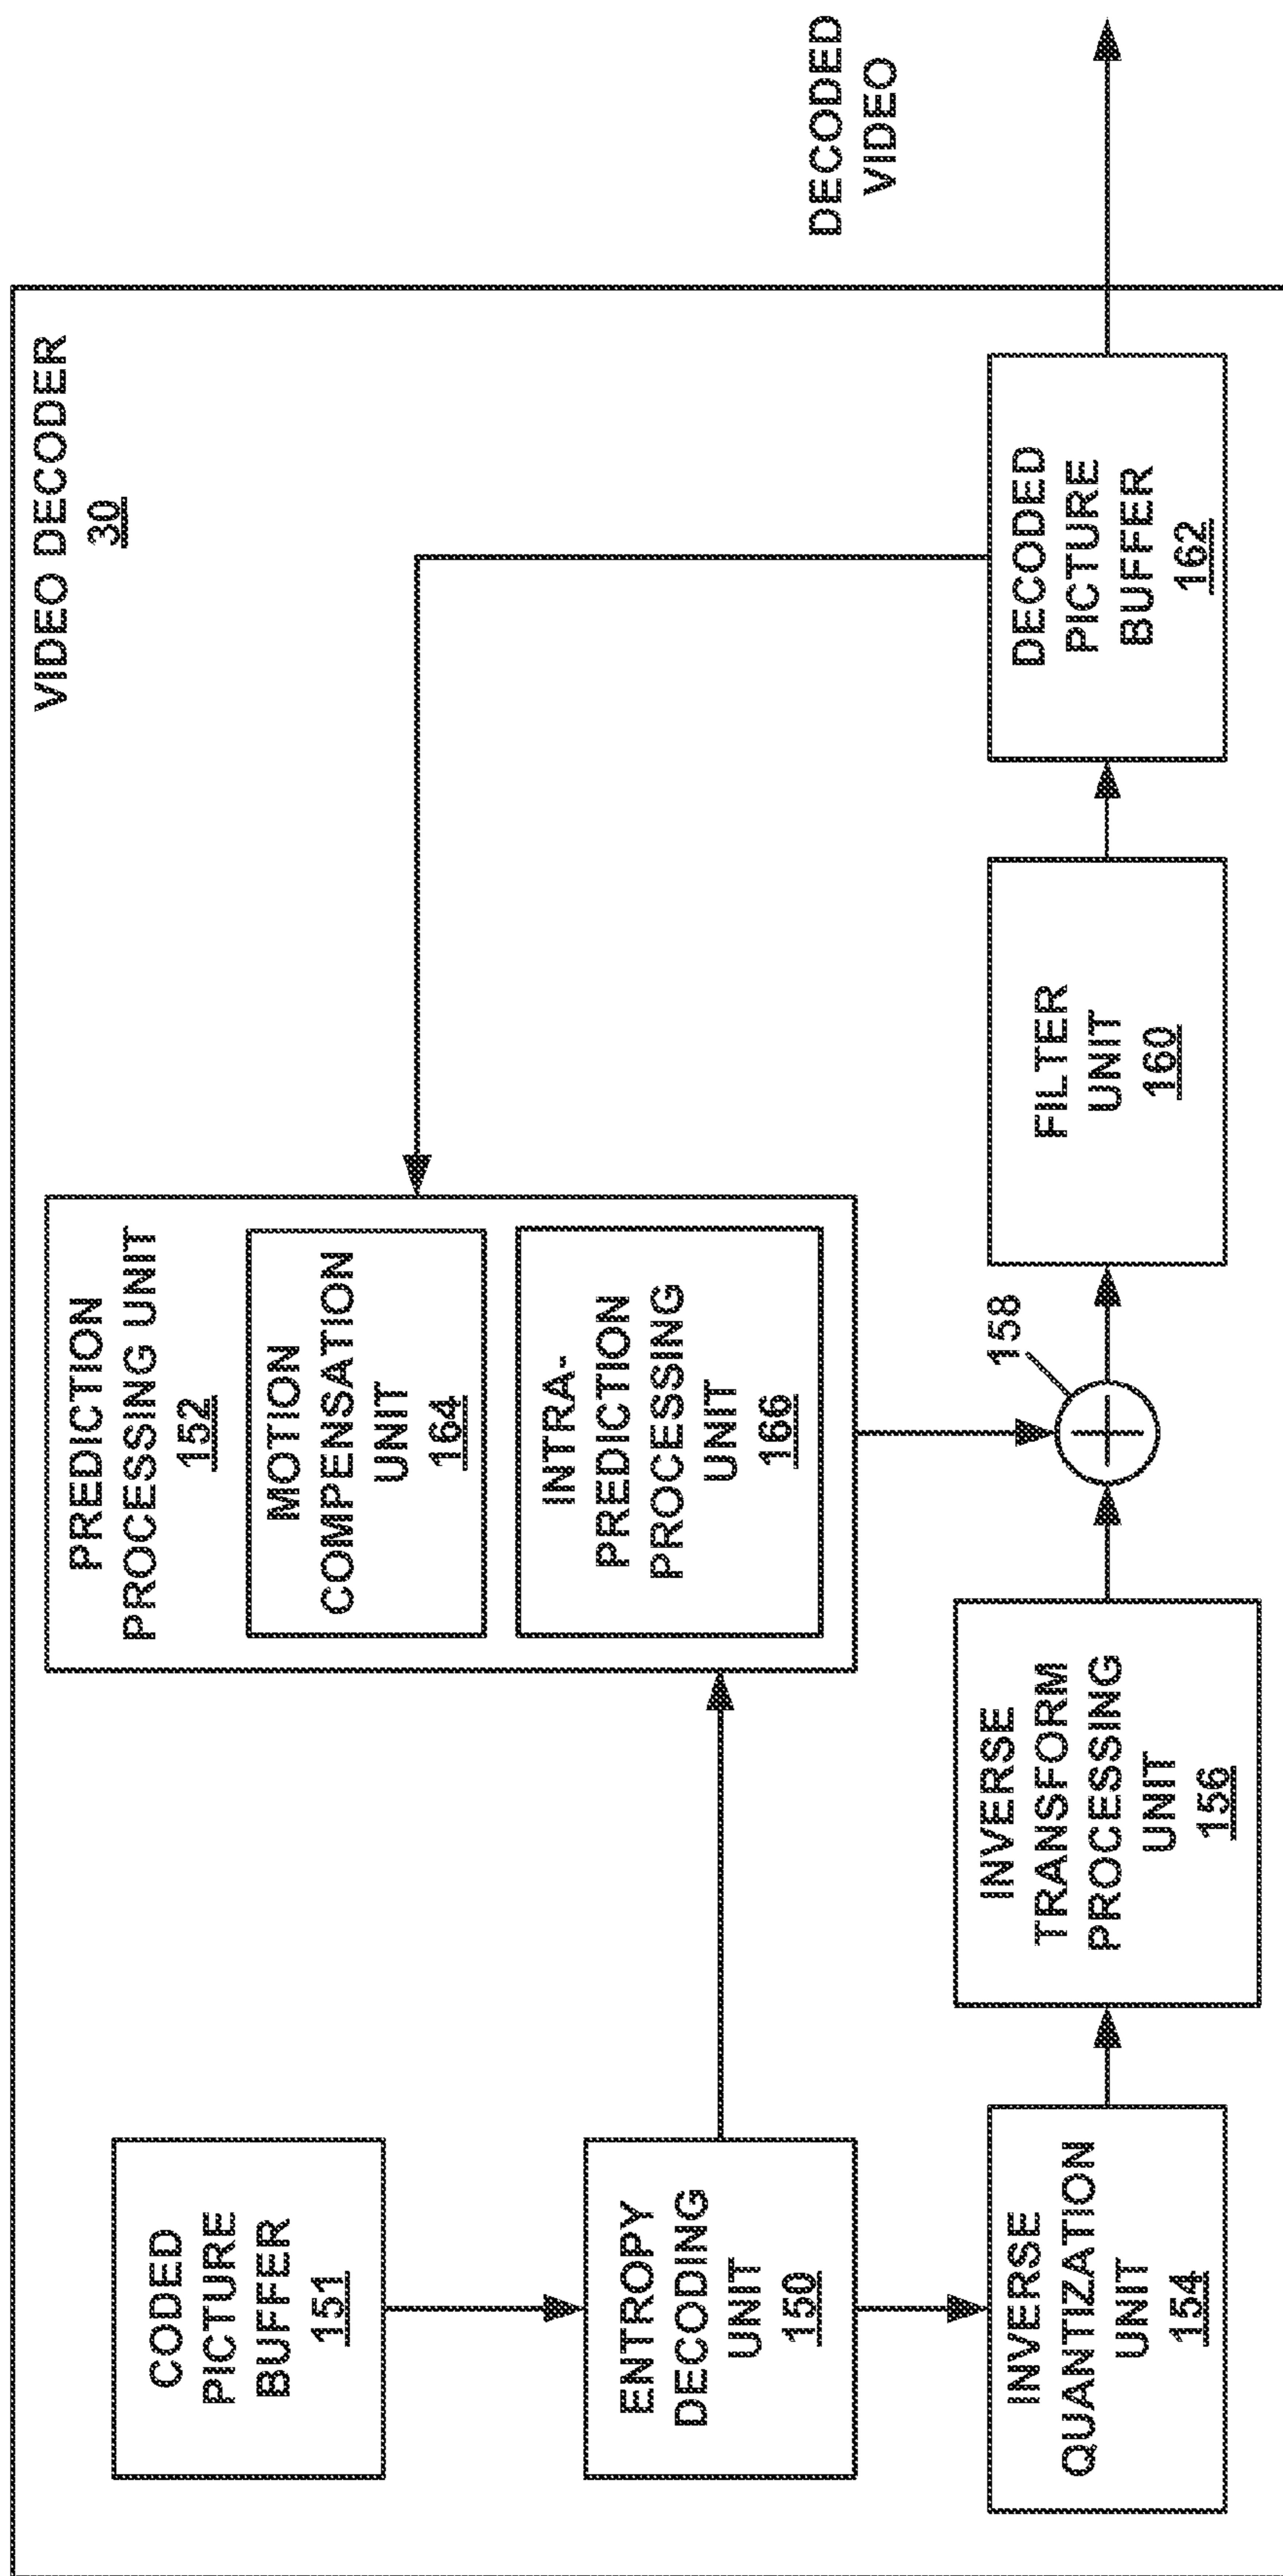 VIDEO DECODER
30
CODED
PICTURE
BUFFER
151
ENTROPY
DECODING
UNIT
150
PREDICTION
PROCESSING UNIT
152
MOTION
COMPENSATION
UNIT
164
INTRA-
PREDICTION
PROCESSING
UNIT
166
INVERSE
QUANTIZATION
UNIT
154
INVERSE
TRANSFORM
PROCESSING
UNIT
156
158
FILTER
UNIT
160
DECODED
PICTURE
BUFFER
162
DECODED
VIDEO